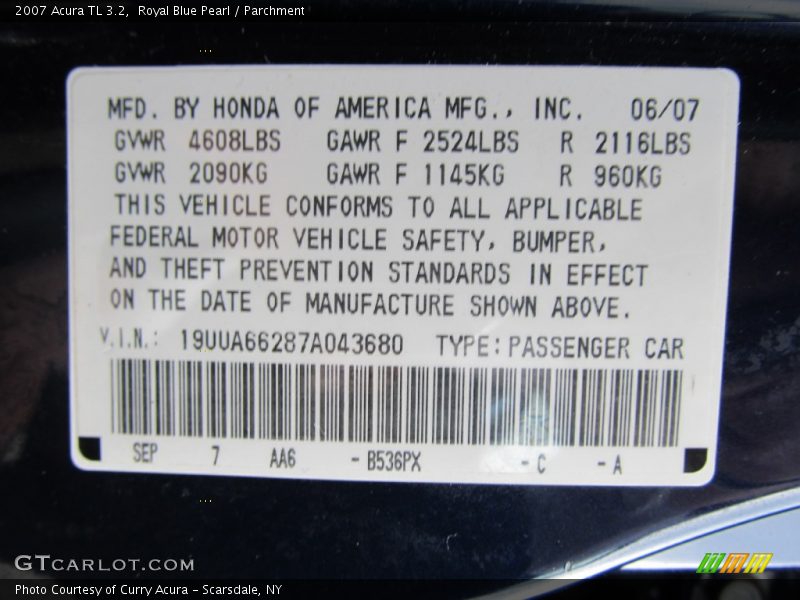 2007 Acura TL 3.2,  Royal Blue Pearl / Parchment
MFD. BY HONDA OF AMERICA MFG., INC. 06/07
GVWR 4608LBS GAWR F 2524LBS R 2116LBS
GVWR 2090KG GAWR F 1145KG R 960KG
THIS VEHICLE CONFORMS TO ALL APPLICABLE
FEDERAL MOTOR VEHICLE SAFETY, BUMPER,
AND THEFT PREVENTION STANDARDS IN EFFECT
ON THE DATE OF MANUFACTURE SHOWN ABOVE.
V.I.N.: 19UUA66287A043680 TYPE: PASSENGER CAR
SEP 7 AA6 - B536PX - C - A
GTCARLOT.COM
Photo Courtesy of Curry Acura - Scarsdale, NY